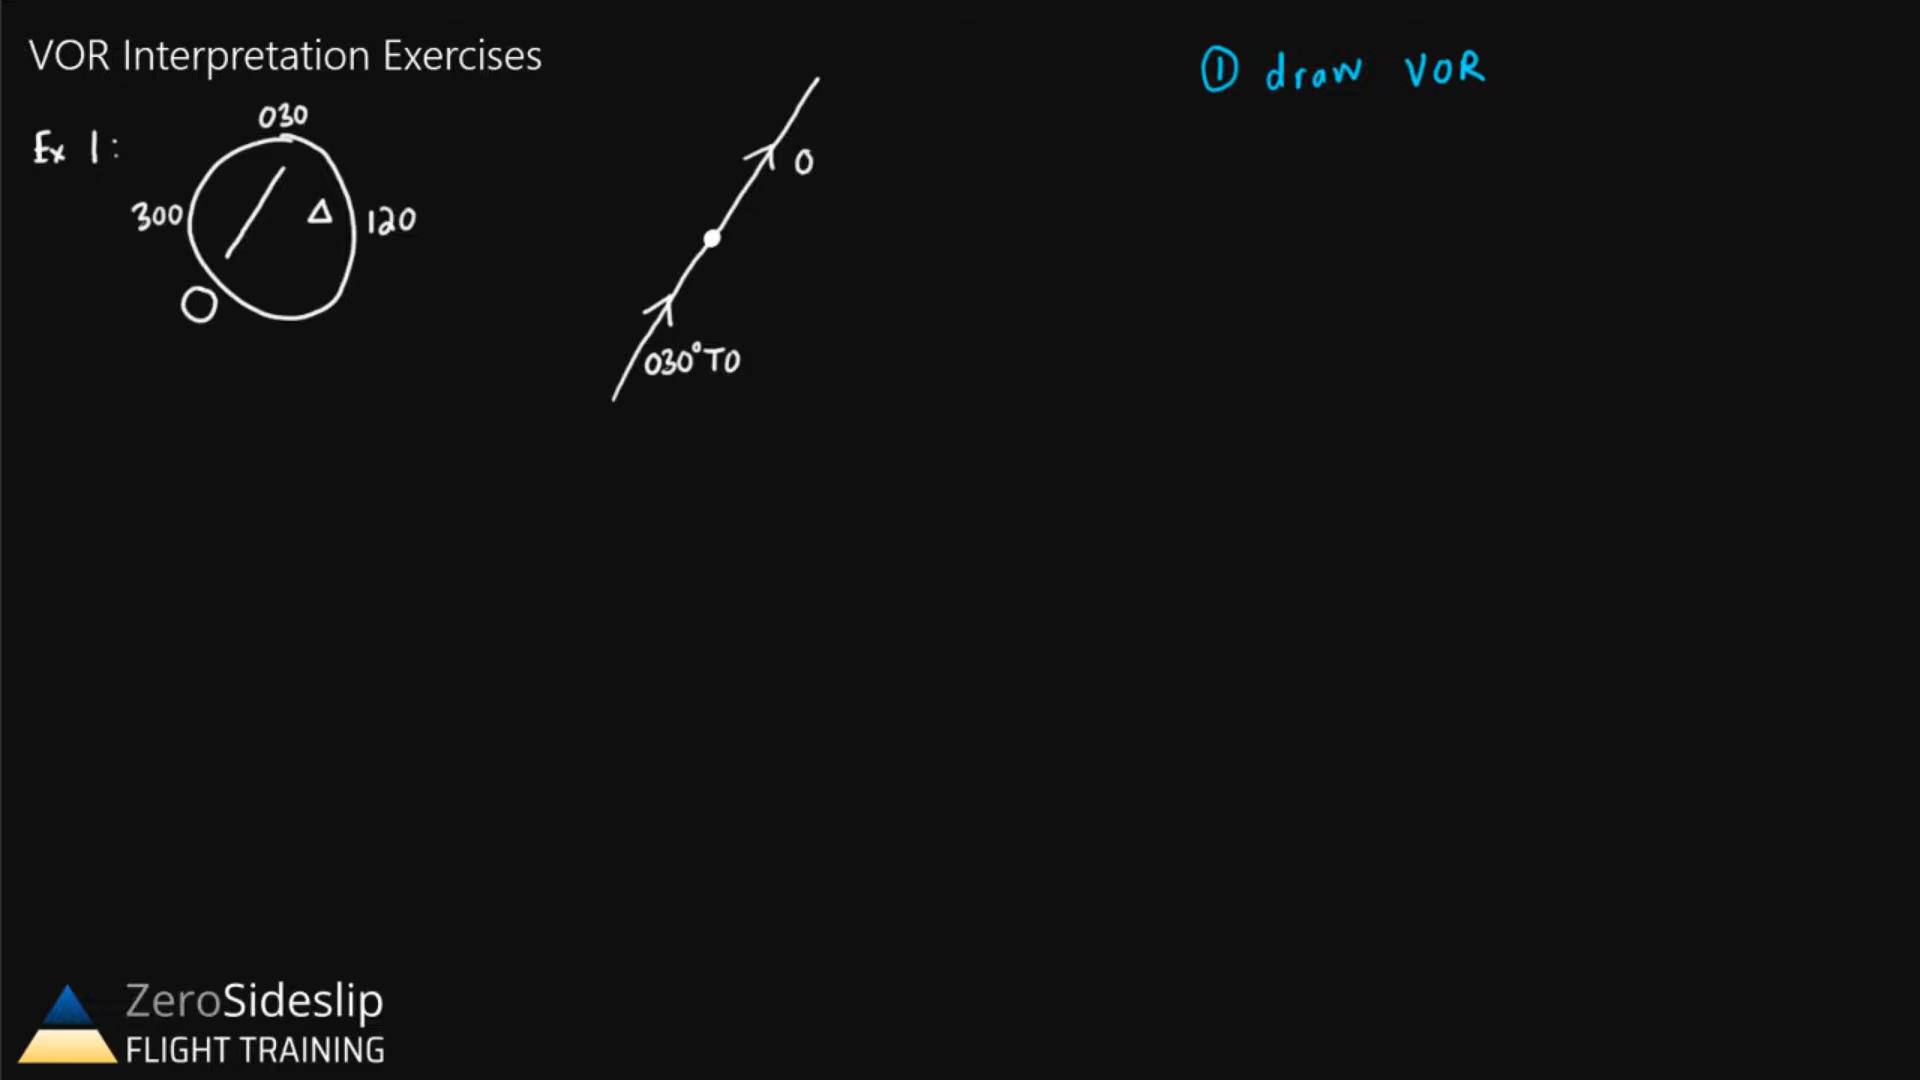 VOR Interpretation Exercises
① draw VOR
Ex 1:
030
300
120
O
030° TO
ZeroSideslip
FLIGHT TRAINING